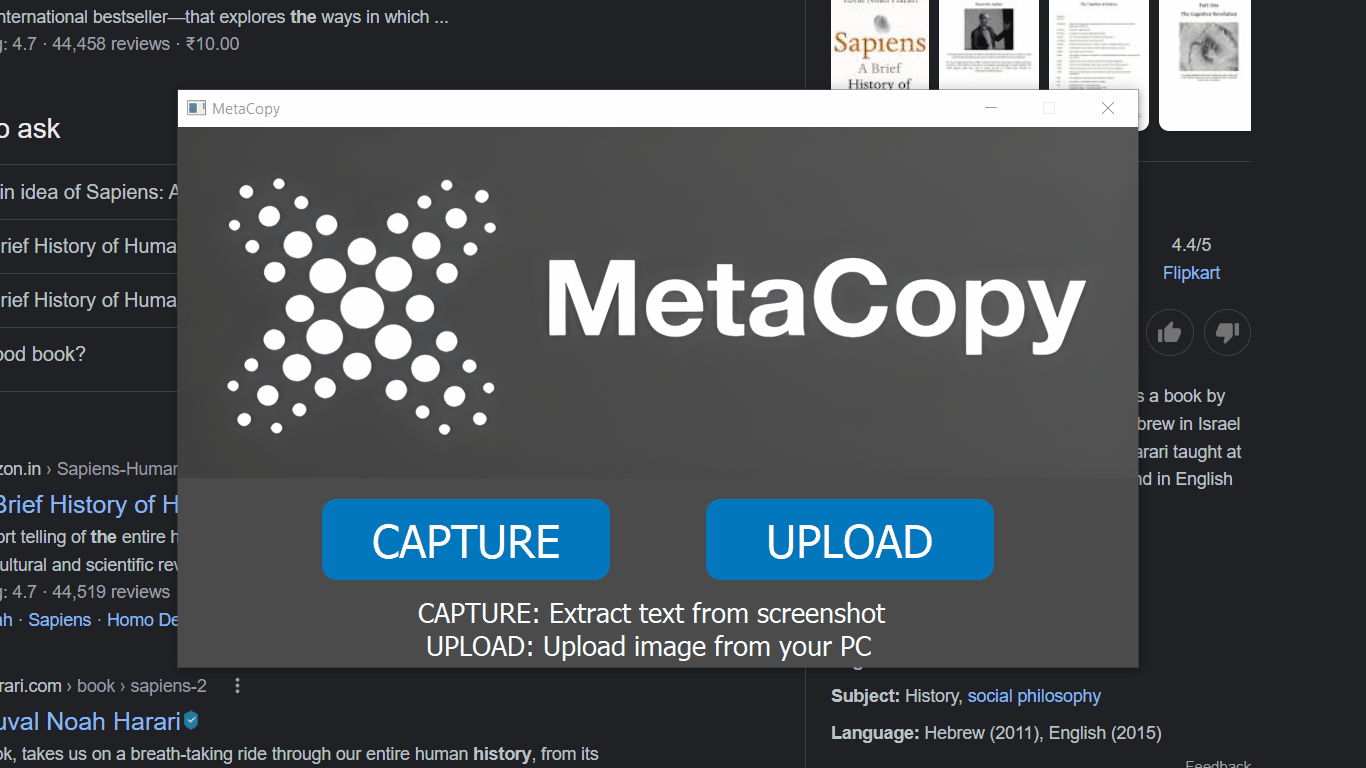 nternational bestseller—that explores the ways in which ...
: 4.7 · 44,458 reviews · ₹10.00
Sapiens
A Brief
History of
The Timeline of History
Part One
The Cognitive Revolution
MetaCopy
o ask
in idea of Sapiens: A
rief History of Huma
rief History of Huma
ood book?
4.4/5
Flipkart
MetaCopy
s a book by
brew in Israel
arari taught at
nd in English
zon.in › Sapiens-Human
Brief History of H
ort telling of the entire h
ultural and scientific rev
: 4.7 · 44,519 reviews
ah · Sapiens · Homo De
CAPTURE
UPLOAD
CAPTURE: Extract text from screenshot
UPLOAD: Upload image from your PC
rari.com › book › sapiens-2
uval Noah Harari
ok, takes us on a breath-taking ride through our entire human history, from its
Subject: History, social philosophy
Language: Hebrew (2011), English (2015)
Feedback